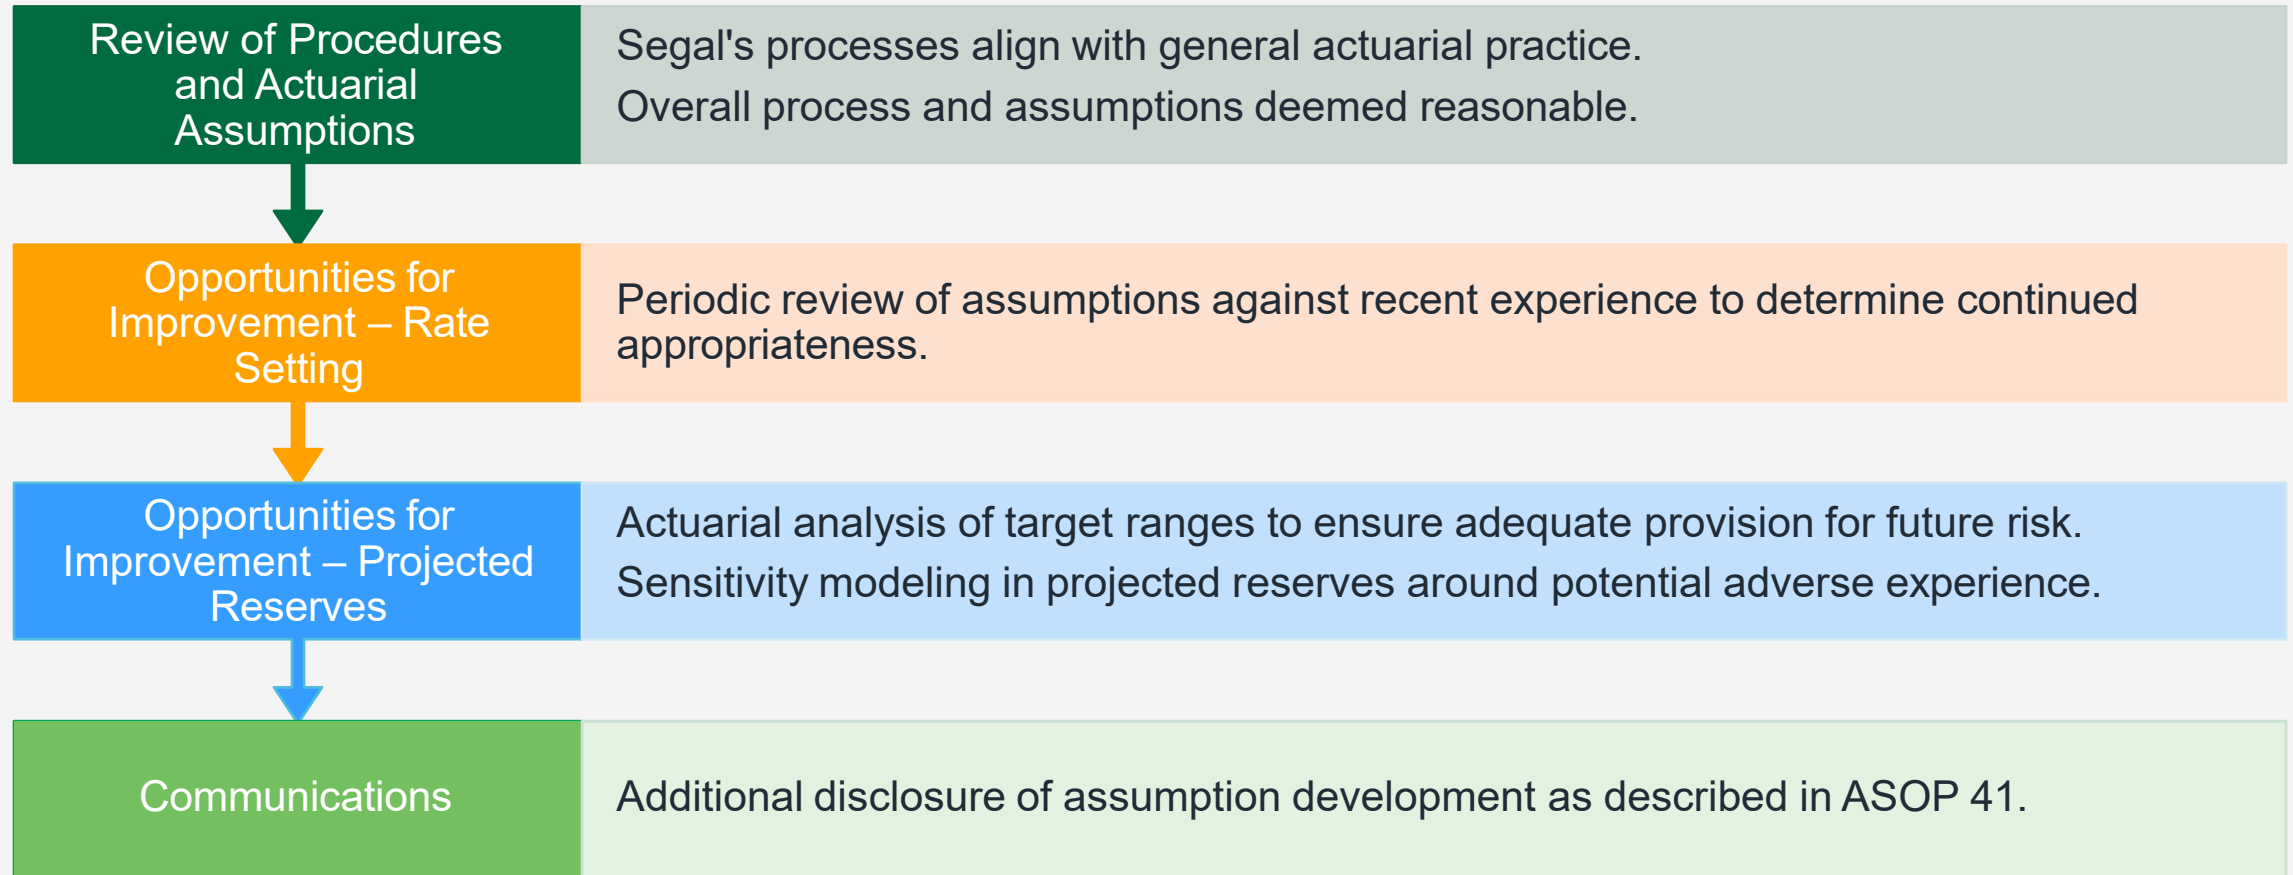 Review of Procedures
and Actuarial
Assumptions
Segal's processes align with general actuarial practice.
Overall process and assumptions deemed reasonable.
Opportunities for
Improvement – Rate
Setting
Periodic review of assumptions against recent experience to determine continued
appropriateness.
Opportunities for
Improvement – Projected
Reserves
Actuarial analysis of target ranges to ensure adequate provision for future risk.
Sensitivity modeling in projected reserves around potential adverse experience.
Communications
Additional disclosure of assumption development as described in ASOP 41.